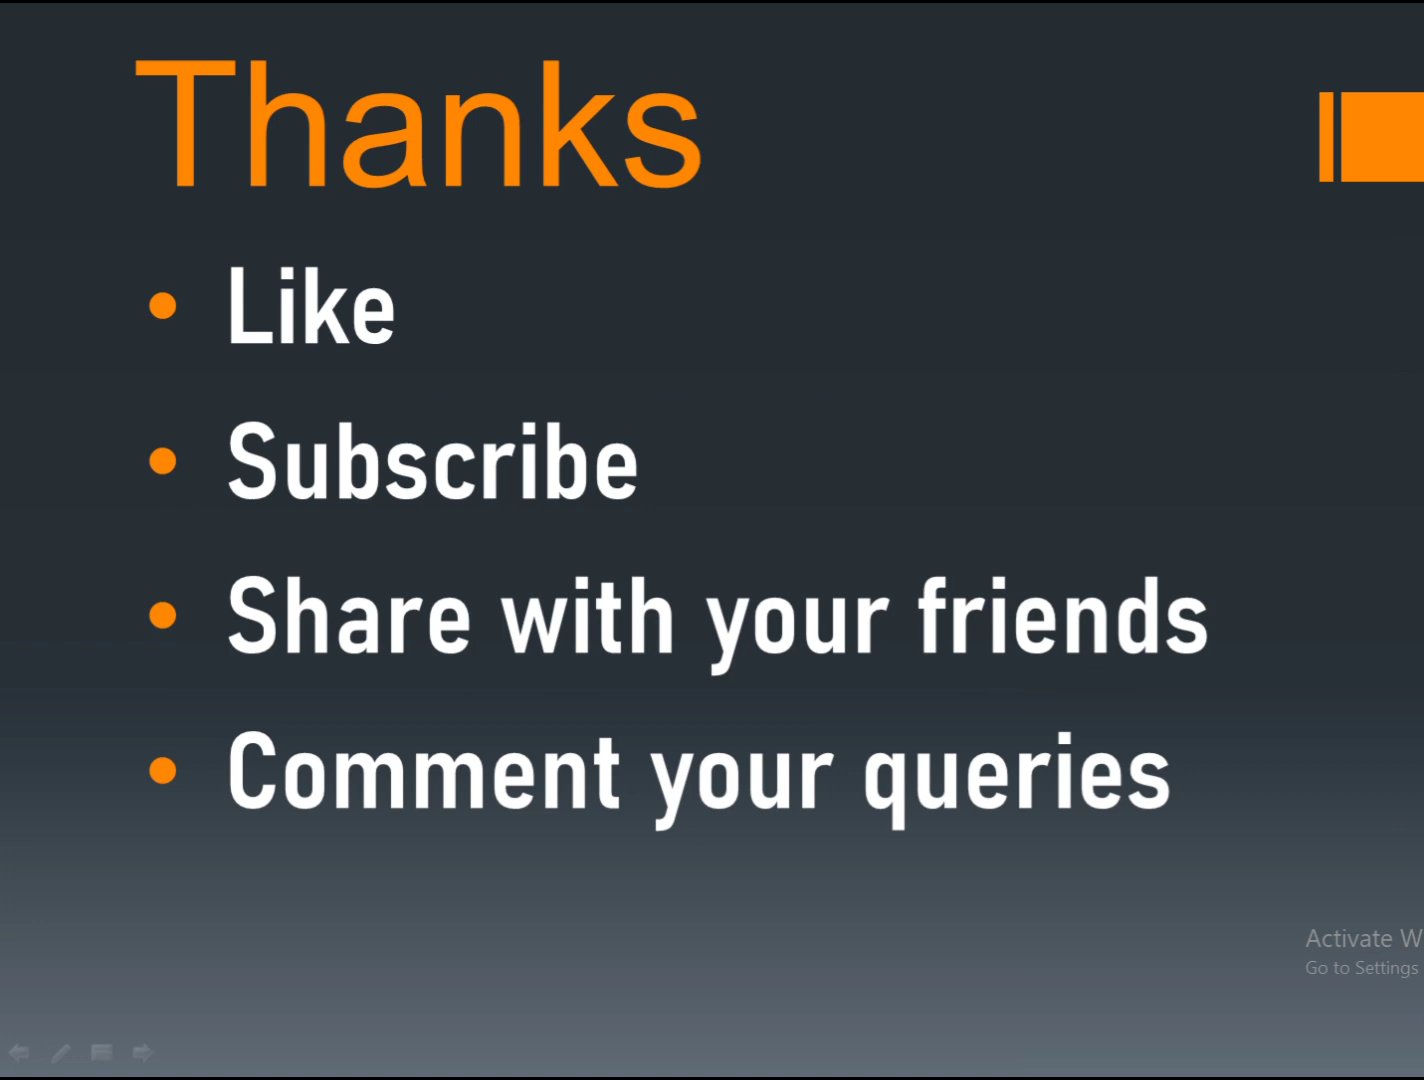 Thanks
• Like
• Subscribe
• Share with your friends
• Comment your queries
Activate W
Go to Settings